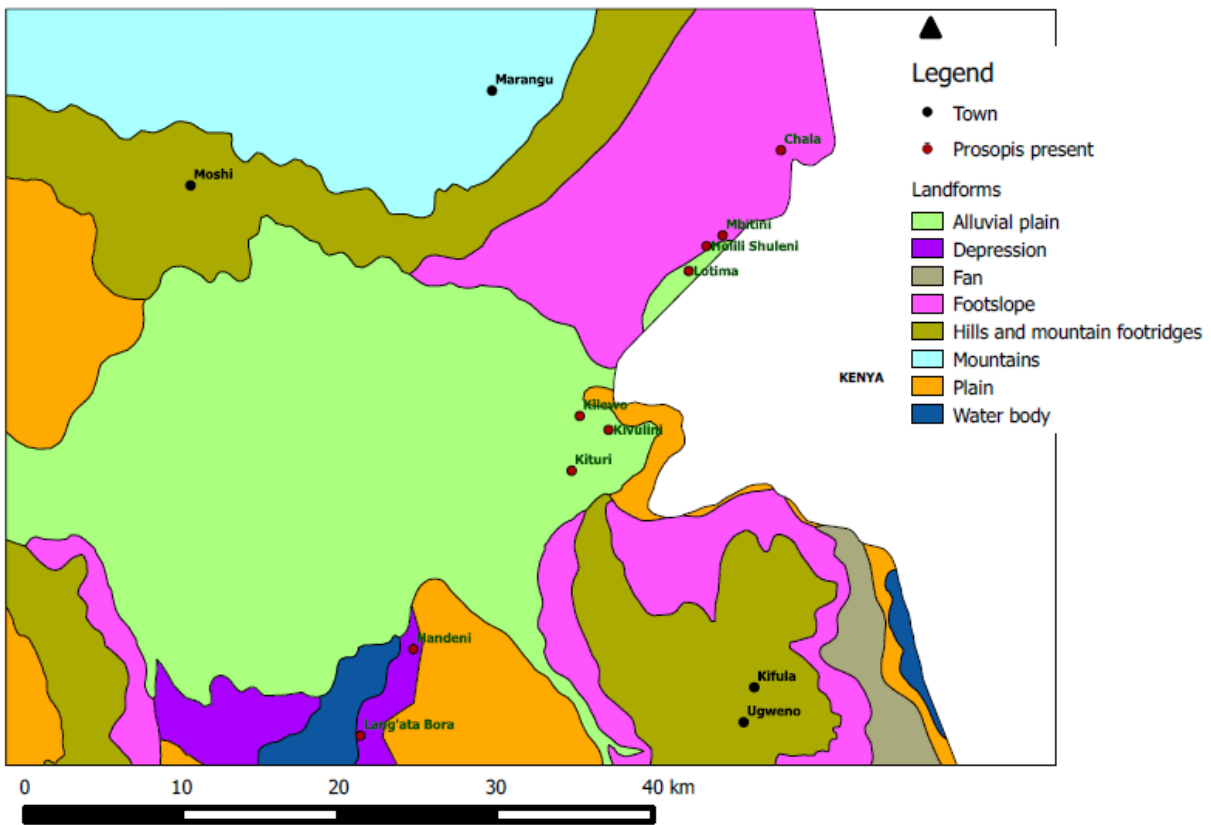 Marangu
Moshi
Chala
Mbitini
Holili Shuleni
Lotima
KENYA
Kilewo
Kivulini
Kituri
Handeni
Lang'ata Bora
Kifula
Ugweno
Legend
Town
Prosopis present
Landforms
Alluvial plain
Depression
Fan
Footslope
Hills and mountain footridges
Mountains
Plain
Water body
0 10 20 30 40 km